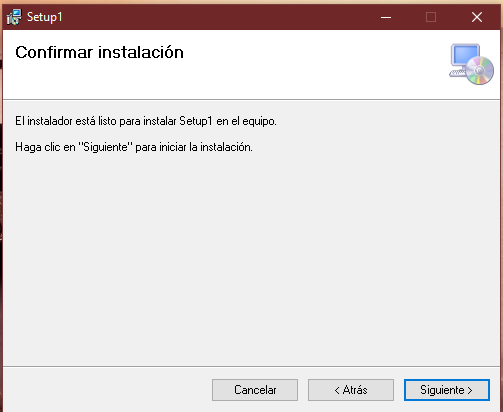 Setup1
Confirmar instalación
El instalador está listo para instalar Setup1 en el equipo.
Haga clic en "Siguiente" para iniciar la instalación.
Cancelar
< Atrás
Siguiente >